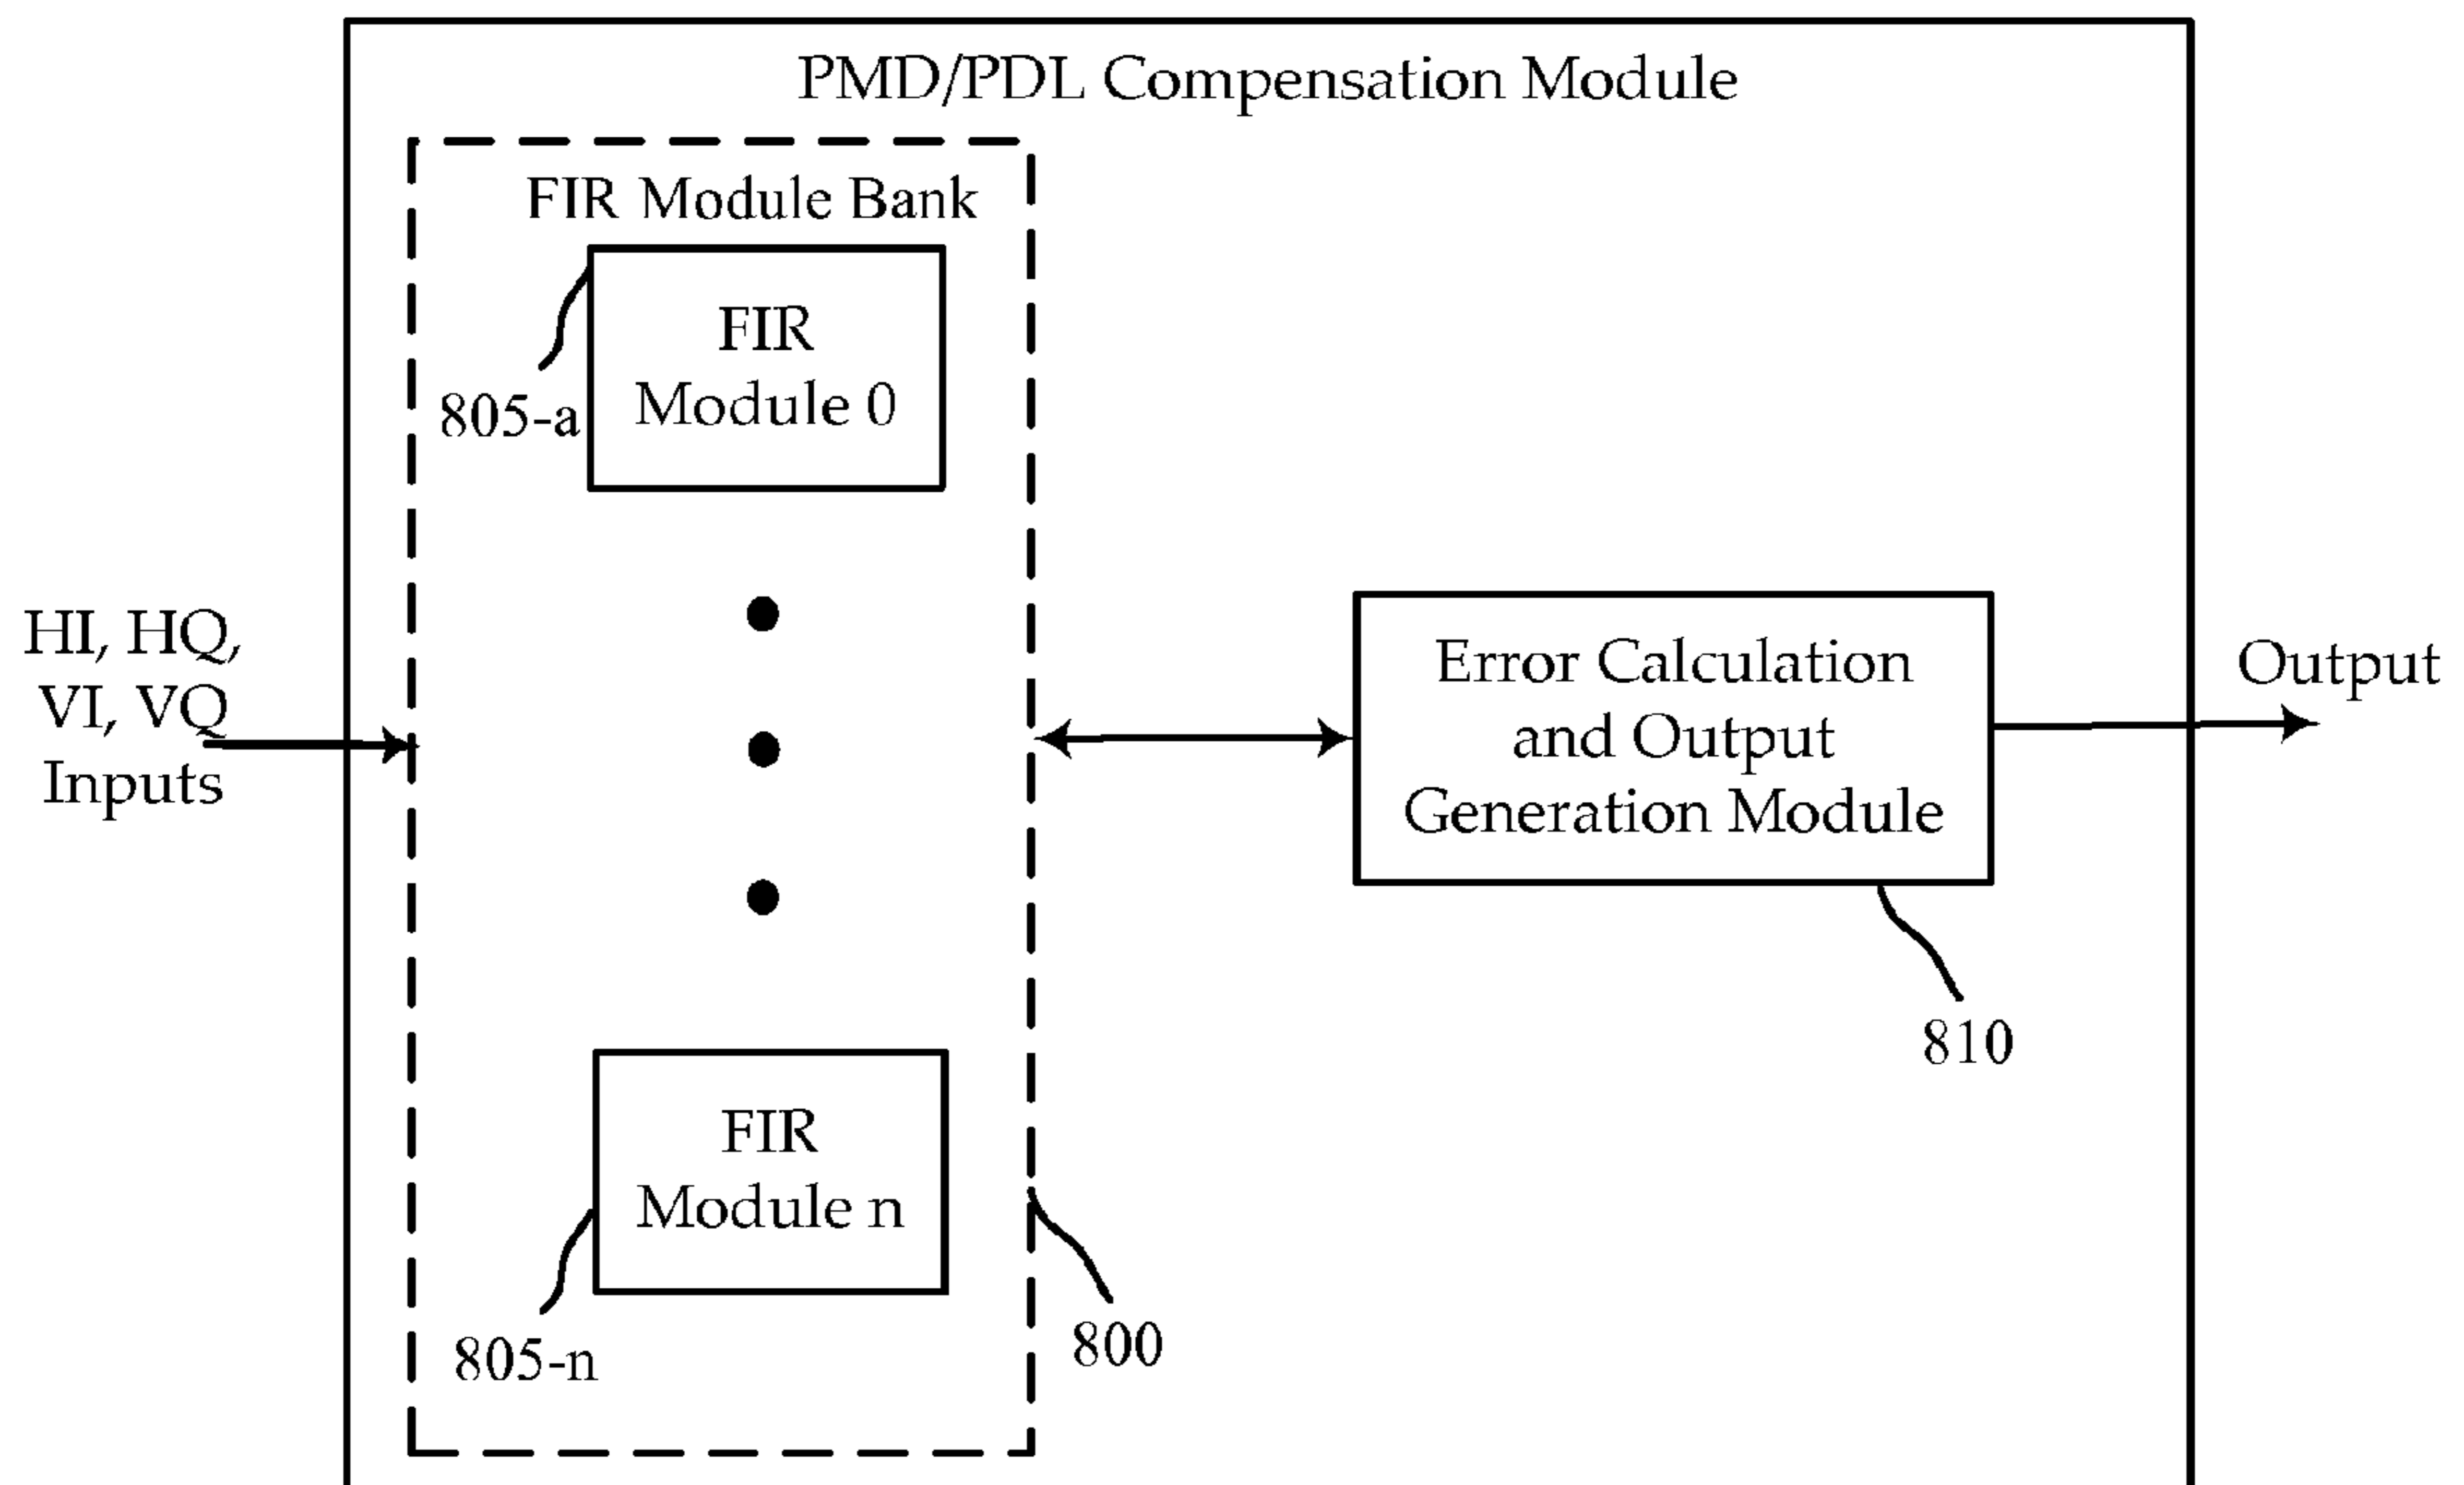 PMD/PDL Compensation Module
FIR Module Bank
FIR
Module 0
805-a
HI, HQ,
VI, VQ
Inputs
Error Calculation
and Output
Generation Module
Output
810
FIR
Module n
805-n
800